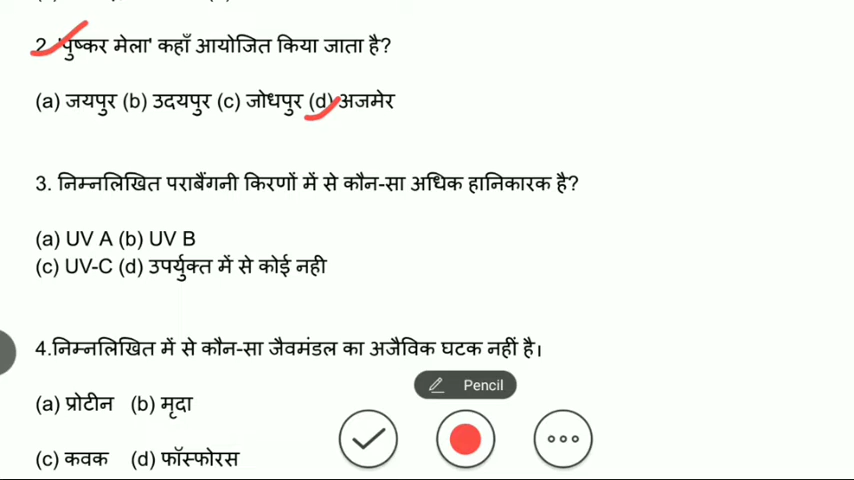 2. 'पुष्कर मेला' कहाँ आयोजित किया जाता है?
(a) जयपुर (b) उदयपुर (c) जोधपुर (d) अजमेर
3. निम्नलिखित पराबैंगनी किरणों में से कौन-सा अधिक हानिकारक है?
(a) UV A (b) UV B
(c) UV-C (d) उपर्युक्त में से कोई नही
4.निम्नलिखित में से कौन-सा जैवमंडल का अजैविक घटक नहीं है।
Pencil
(a) प्रोटीन (b) मृदा
(c) कवक (d) फॉस्फोरस